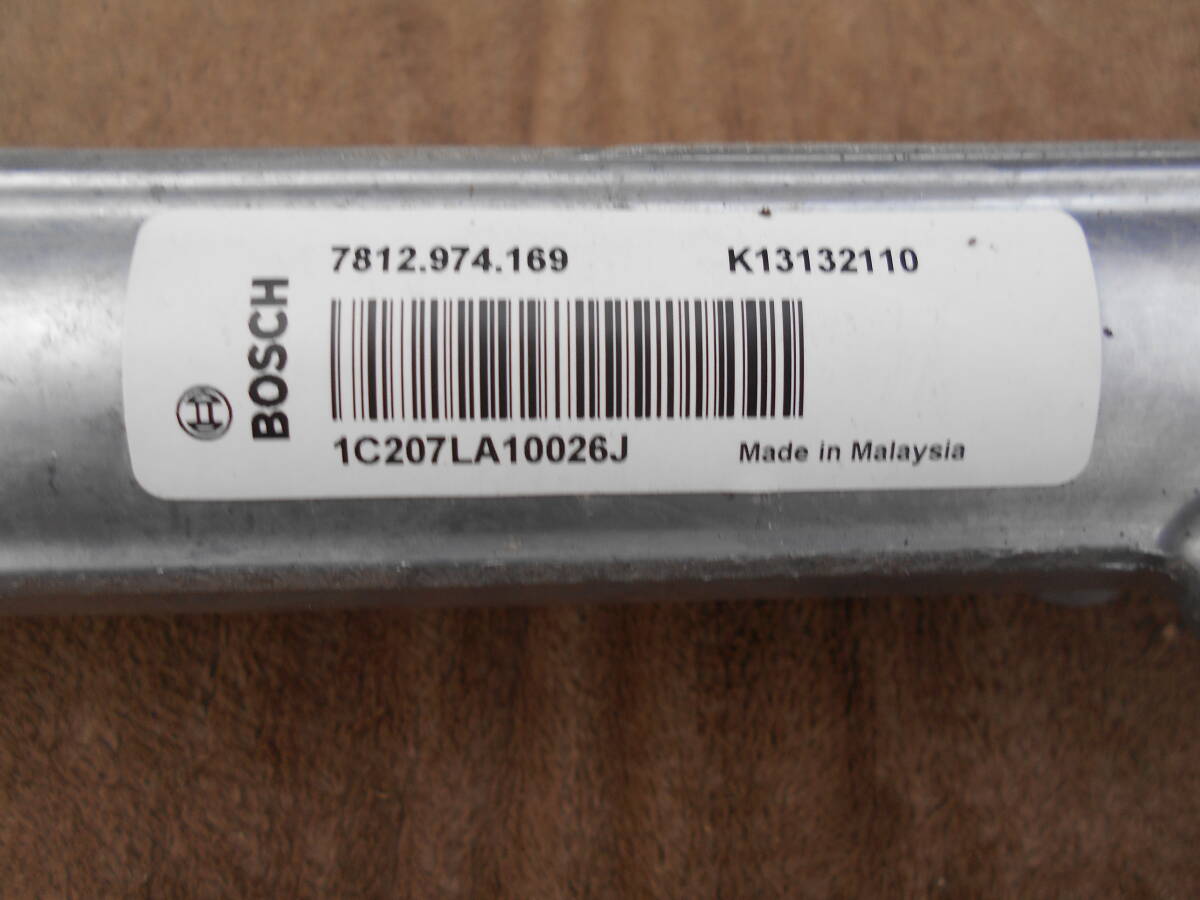 BOSCH
7812.974.169
K13132110
1C207LA10026J
Made in Malaysia